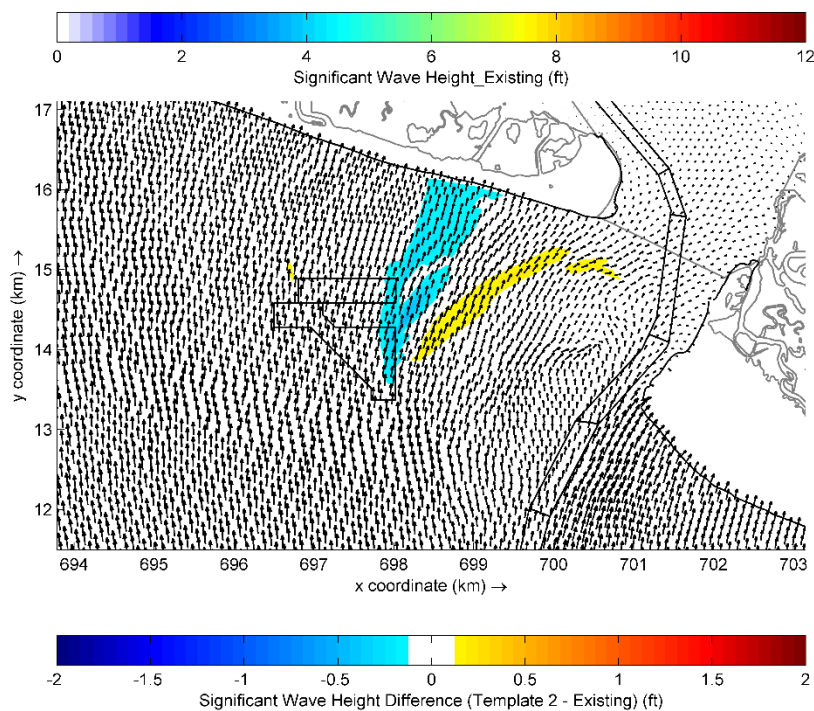 0 2 4 6 8 10 12
Significant Wave Height_Existing (ft)
17
16
15
14
13
12
y coordinate (km) →
694 695 696 697 698 699 700 701 702 703
x coordinate (km) →
-2 -1.5 -1 -0.5 0 0.5 1 1.5 2
Significant Wave Height Difference (Template 2 - Existing) (ft)